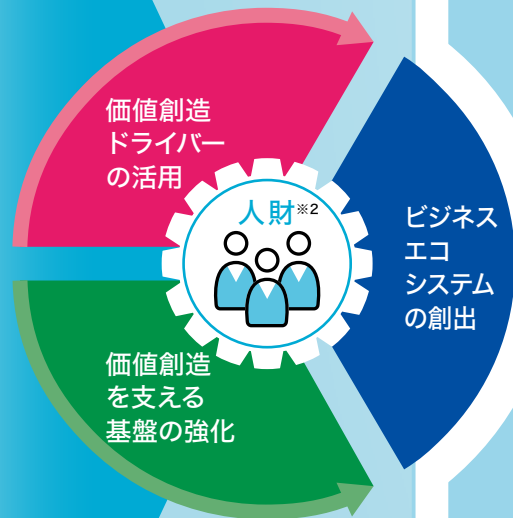 価値創造
ドライバー
の活用
人財※2
ビジネス
エコ
システム
の創出
価値創造
を支える
基盤の強化